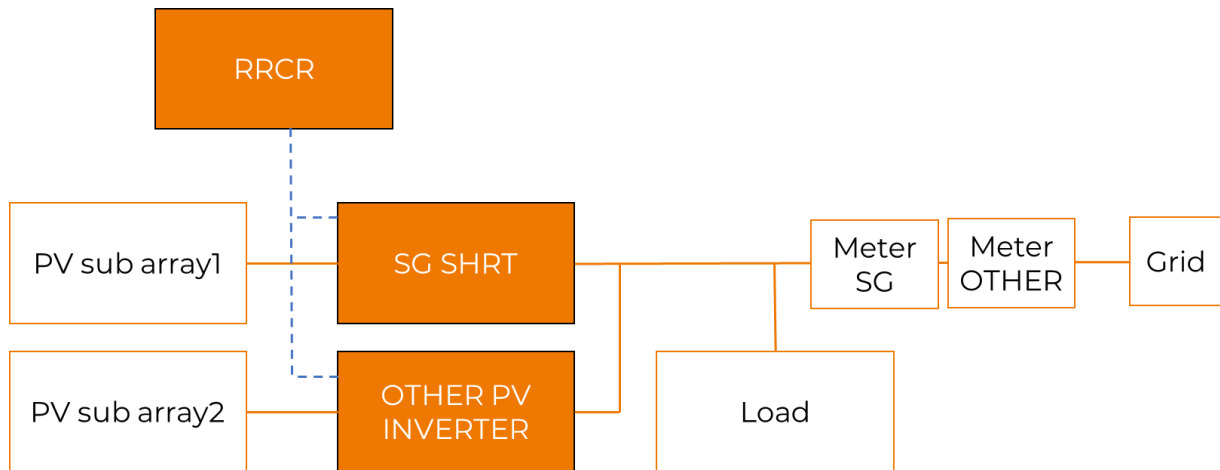 RRCR
PV sub array1
SG SHRT
Meter
SG
Meter
OTHER
Grid
PV sub array2
OTHER PV
INVERTER
Load